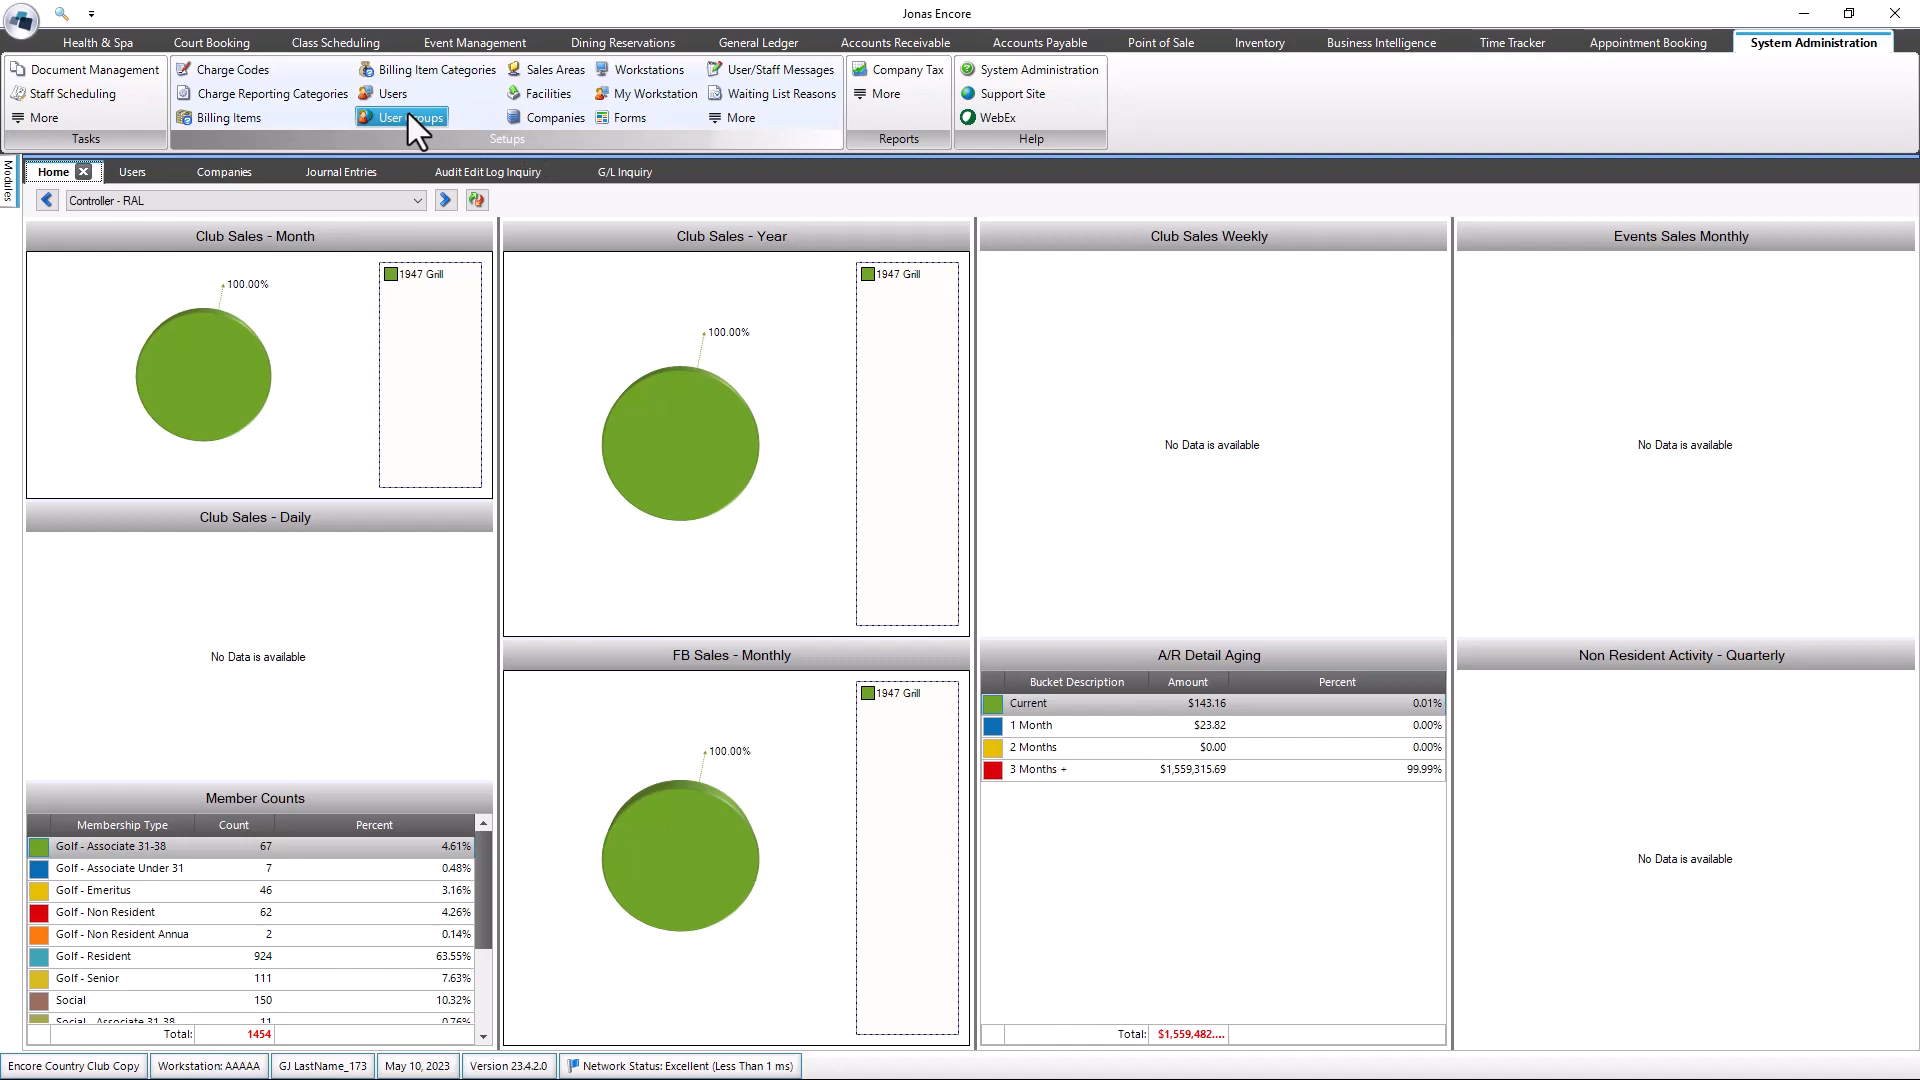 Jonas Encore
Health & Spa
Court Booking
Class Scheduling
Event Management
Dining Reservations
General Ledger
Accounts Receivable
Accounts Payable
Point of Sale
Inventory
Business Intelligence
Time Tracker
Appointment Booking
System Administration
Document Management
Staff Scheduling
More
Tasks
Charge Codes
Charge Reporting Categories
Billing Items
Billing Item Categories
Users
User
Sales Areas
Facilities
Companies
Workstations
My Workstation
Forms
User/Staff Messages
Waiting List Reasons
More
Setups
Company Tax
More
Reports
System Administration
Support Site
WebEx
Help
Modules
Home
Users
Companies
Journal Entries
Audit Edit Log Inquiry
G/L Inquiry
Controller - RAL
Club Sales - Month
100.00%
1947 Grill
Club Sales - Daily
No Data is available
Member Counts
Membership Type Count Percent
Golf - Associate 31-38 67 4.61%
Golf - Associate Under 31 7 0.48%
Golf - Emeritus 46 3.16%
Golf - Non Resident 62 4.26%
Golf - Non Resident Annua 2 0.14%
Golf - Resident 924 63.55%
Golf - Senior 111 7.63%
Social 150 10.32%
Social - Associate 31-38 11 0.76%
Total: 1454
Club Sales - Year
100.00%
1947 Grill
FB Sales - Monthly
100.00%
1947 Grill
Club Sales Weekly
No Data is available
A/R Detail Aging
Bucket Description Amount Percent
Current $143.16 0.01%
1 Month $23.82 0.00%
2 Months $0.00 0.00%
3 Months + $1,559,315.69 99.99%
Total: $1,559,482....
Events Sales Monthly
No Data is available
Non Resident Activity - Quarterly
No Data is available
Encore Country Club Copy
Workstation: AAAAA
GJ LastName_173
May 10, 2023
Version 23.4.2.0
Network Status: Excellent (Less Than 1 ms)